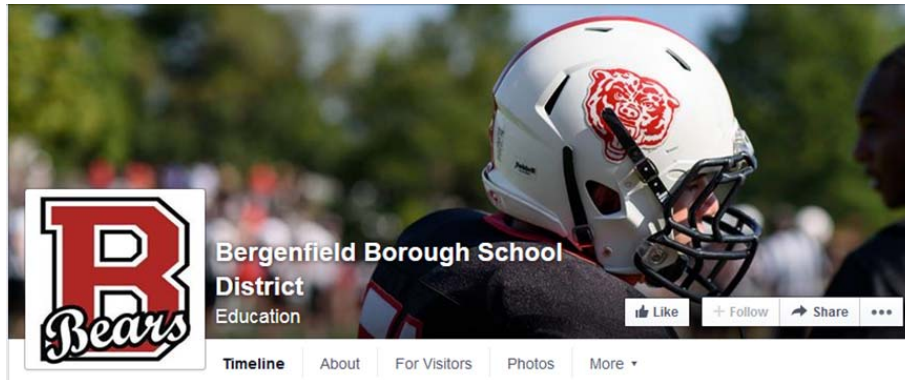 B
Bears
Bergenfield Borough School
District
Education
Like
+ Follow
Share
Timeline
About
For Visitors
Photos
More